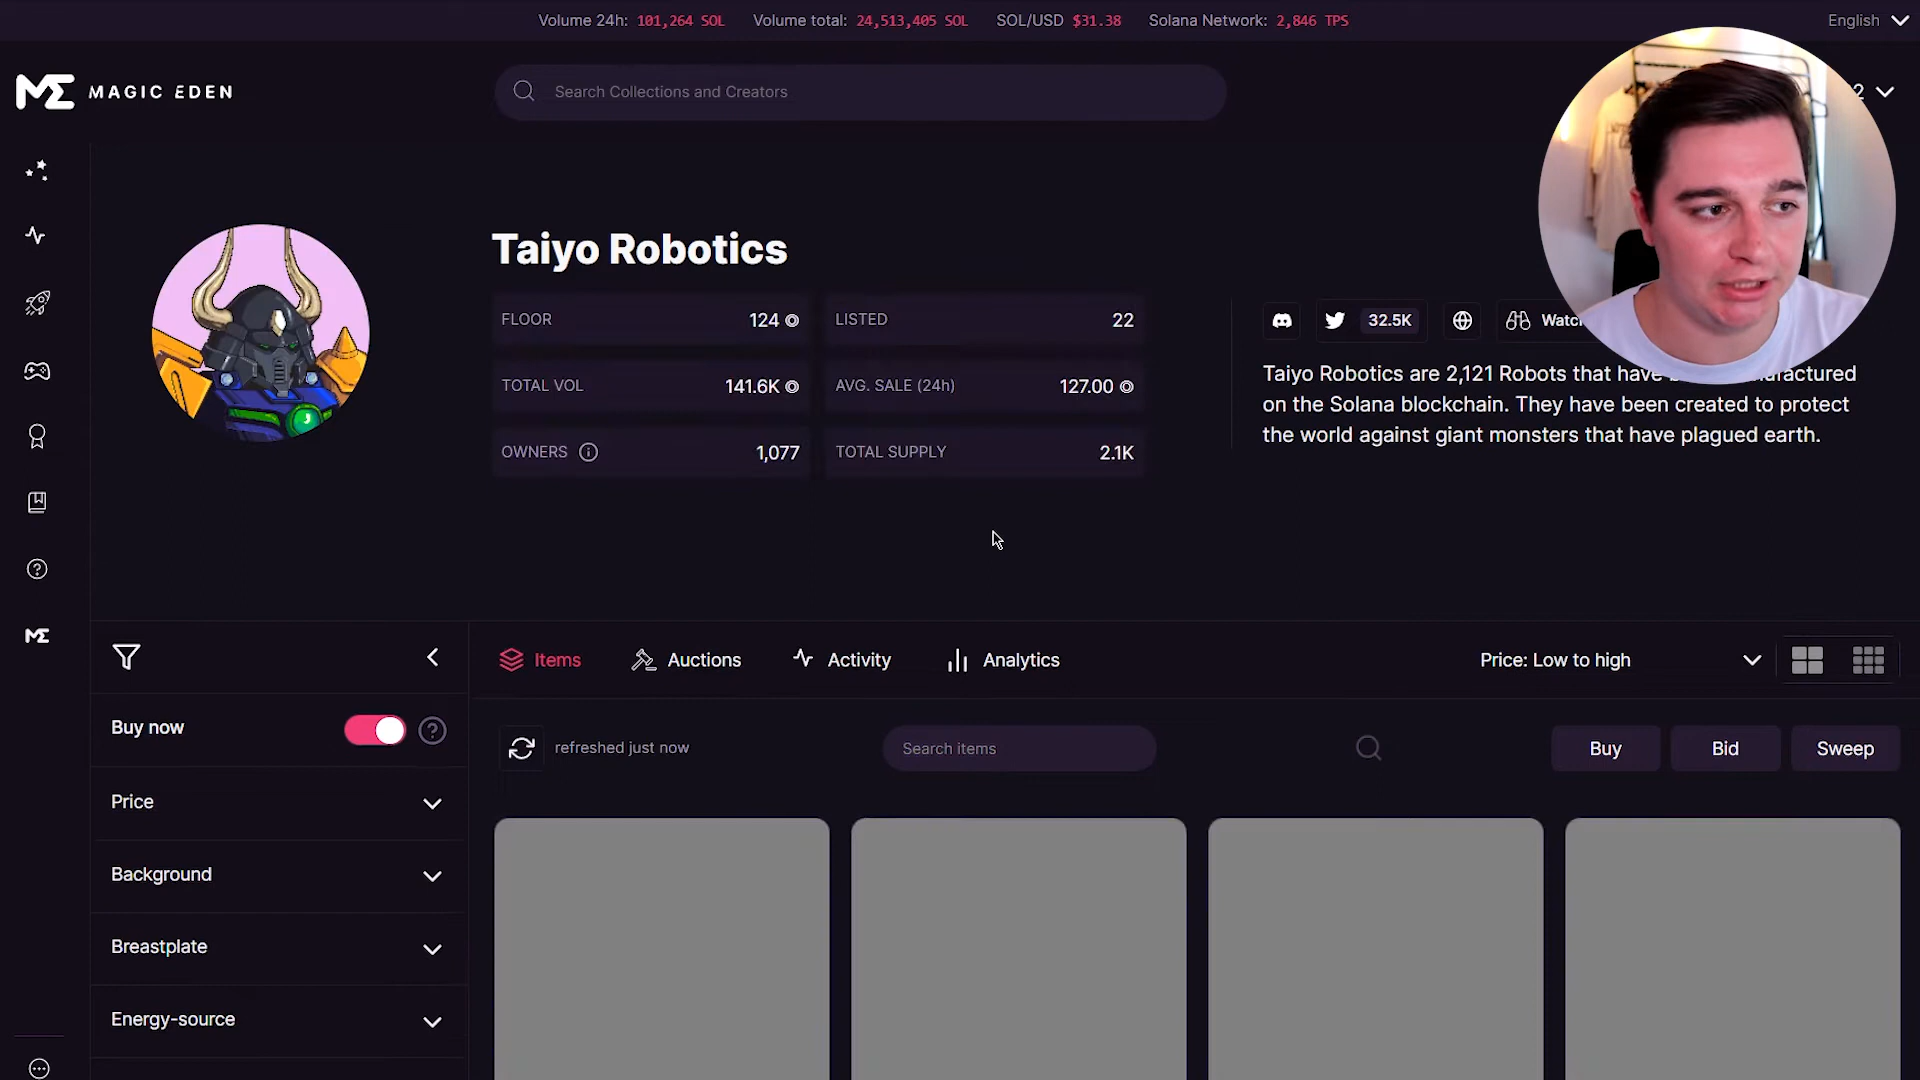 Volume 24h: 101,264 SOL Volume total: 24,513,405 SOL SOL/USD $31.38 Solana Network: 2,846 TPS English
MAGIC EDEN
Search Collections and Creators
2
Taiyo Robotics
FLOOR 124 LISTED 22
TOTAL VOL 141.6K AVG. SALE (24h) 127.00
OWNERS 1,077 TOTAL SUPPLY 2.1K
32.5K
Taiyo Robotics are 2,121 Robots that have
on the Solana blockchain. They have been created to protect
the world against giant monsters that have plagued earth.
Items Auctions Activity Analytics Price: Low to high
Buy now
refreshed just now Search items Buy Bid Sweep
Price
Background
Breastplate
Energy-source